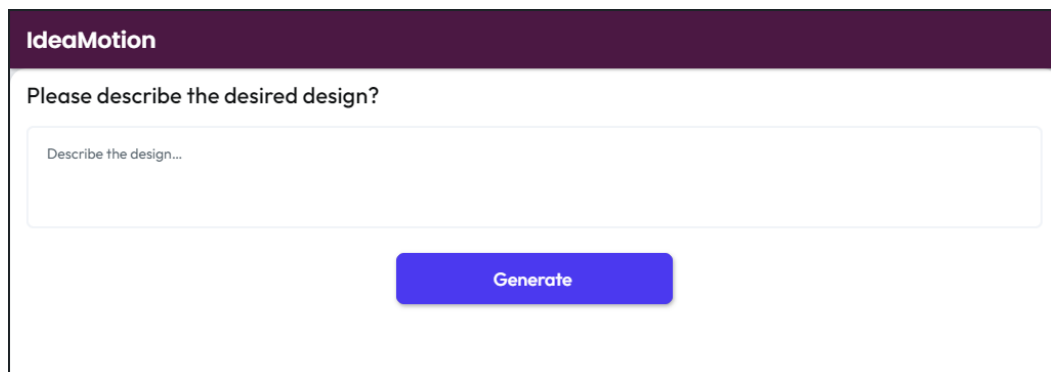 IdeaMotion
Please describe the desired design?
Describe the design...
Generate